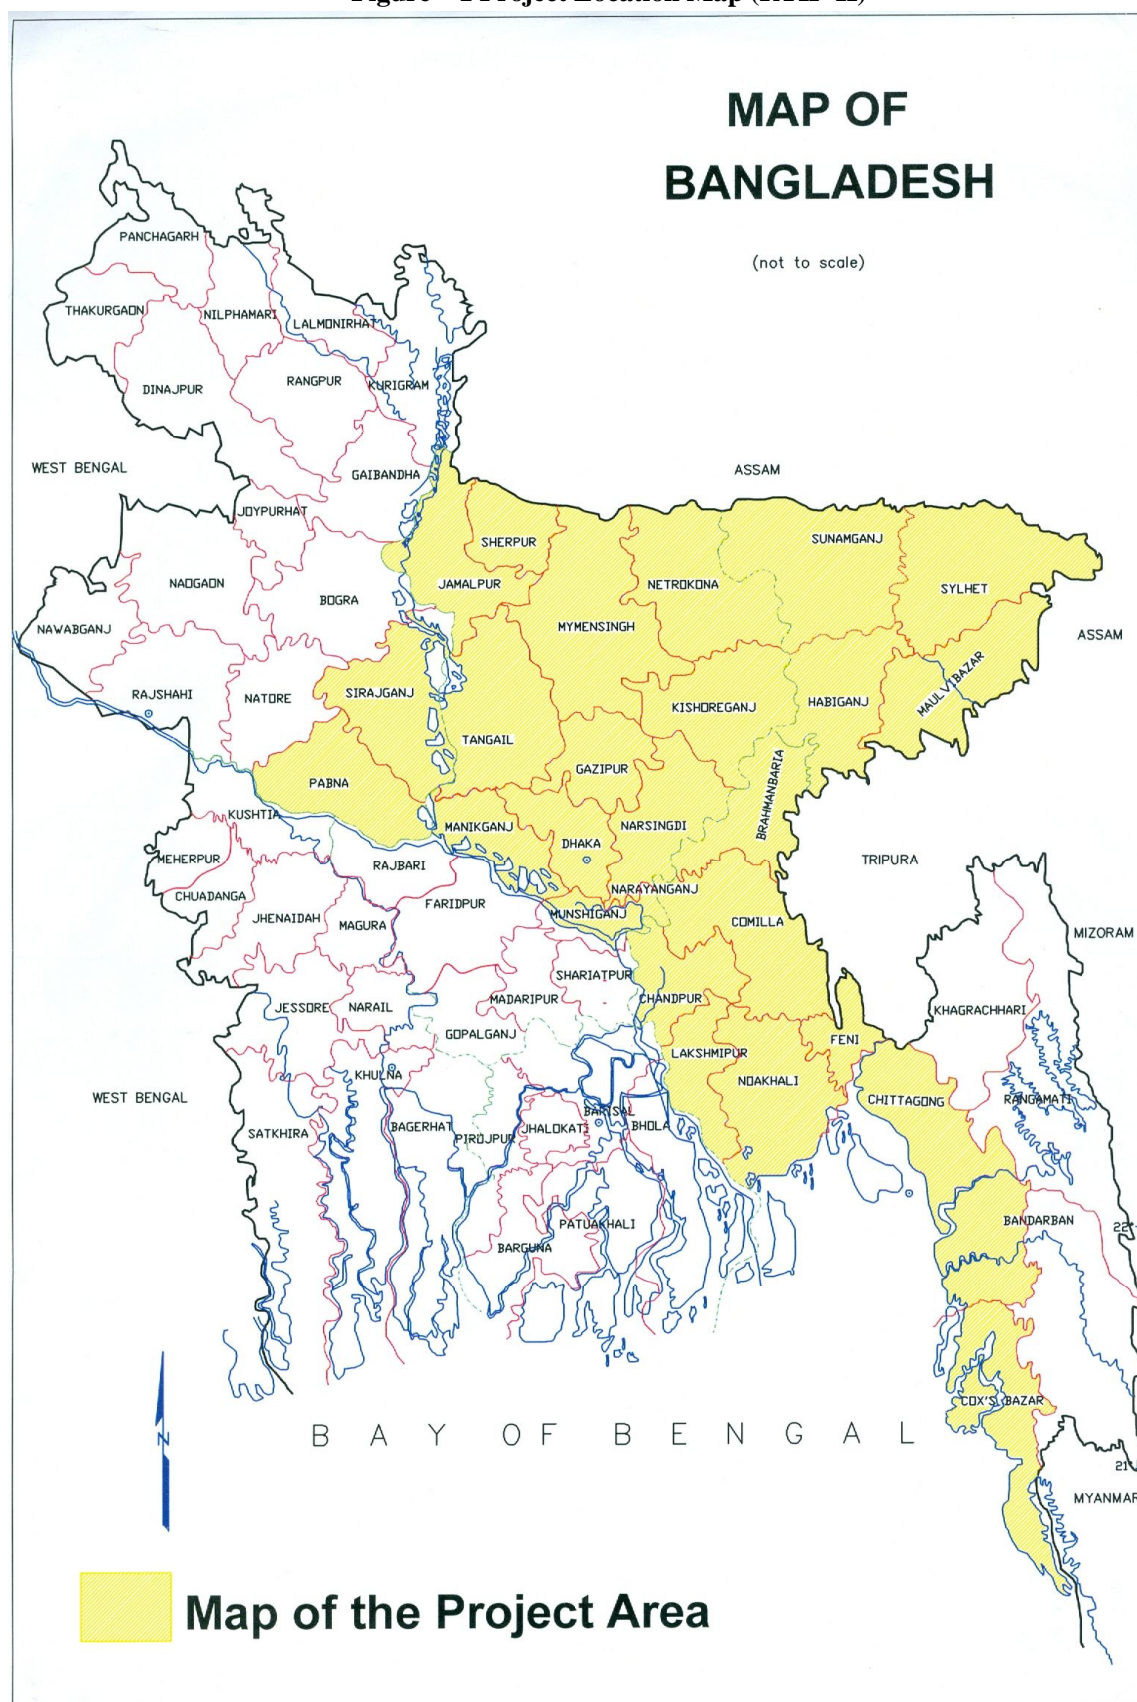 MAP OF
BANGLADESH
(not to scale)
PANCHAGARH
THAKURGAON
NILPHAMARI
LALMONIRHAT
DINAJPUR
RANGPUR
KURIGRAM
WEST BENGAL
GAIBANDHA
ASSAM
JOYPURHAT
SHERPUR
SUNAMGANJ
NAOGAON
JAMALPUR
NETROKONA
SYLHET
BOGRA
NAWABGANJ
MYMENSINGH
ASSAM
RAJSHAHI
NATORE
SIRAJGANJ
KISHOREGANJ
HABIGANJ
MAULVIBAZAR
TANGAIL
GAZIPUR
PABNA
BRAHMANBARIA
KUSHTIA
MANIKGANJ
NARSINGDI
DHAKA
MEHERPUR
RAJBARI
TRIPURA
CHUADANGA
FARIDPUR
NARAYANGANJ
JHENAIDAH
MAGURA
MUNSHIGANJ
COMILLA
MIZORAM
SHARIATPUR
JESSORE
NARAIL
MADARIPUR
CHANDPUR
KHAGRACHHARI
GOPALGANJ
LAKSHMIPUR
FENI
KHULNA
NOAKHALI
WEST BENGAL
CHITTAGONG
RANGAMATI
BARISAL
SATKHIRA
BAGERHAT
PIROJPUR
JHALOKATI
BHOLA
PATUAKHALI
BANDARBAN
22°
BARGUNA
COX'S BAZAR
BAY OF BENGAL
N
21°
MYANMAR
Map of the Project Area